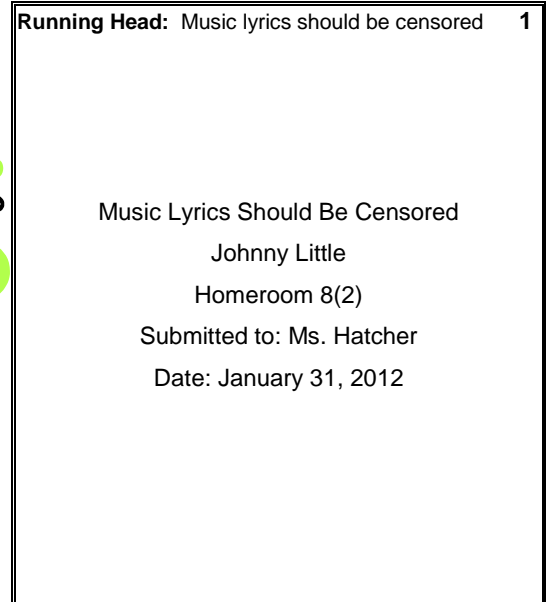 Running Head: Music lyrics should be censored 1
Music Lyrics Should Be Censored
Johnny Little
Homeroom 8(2)
Submitted to: Ms. Hatcher
Date: January 31, 2012